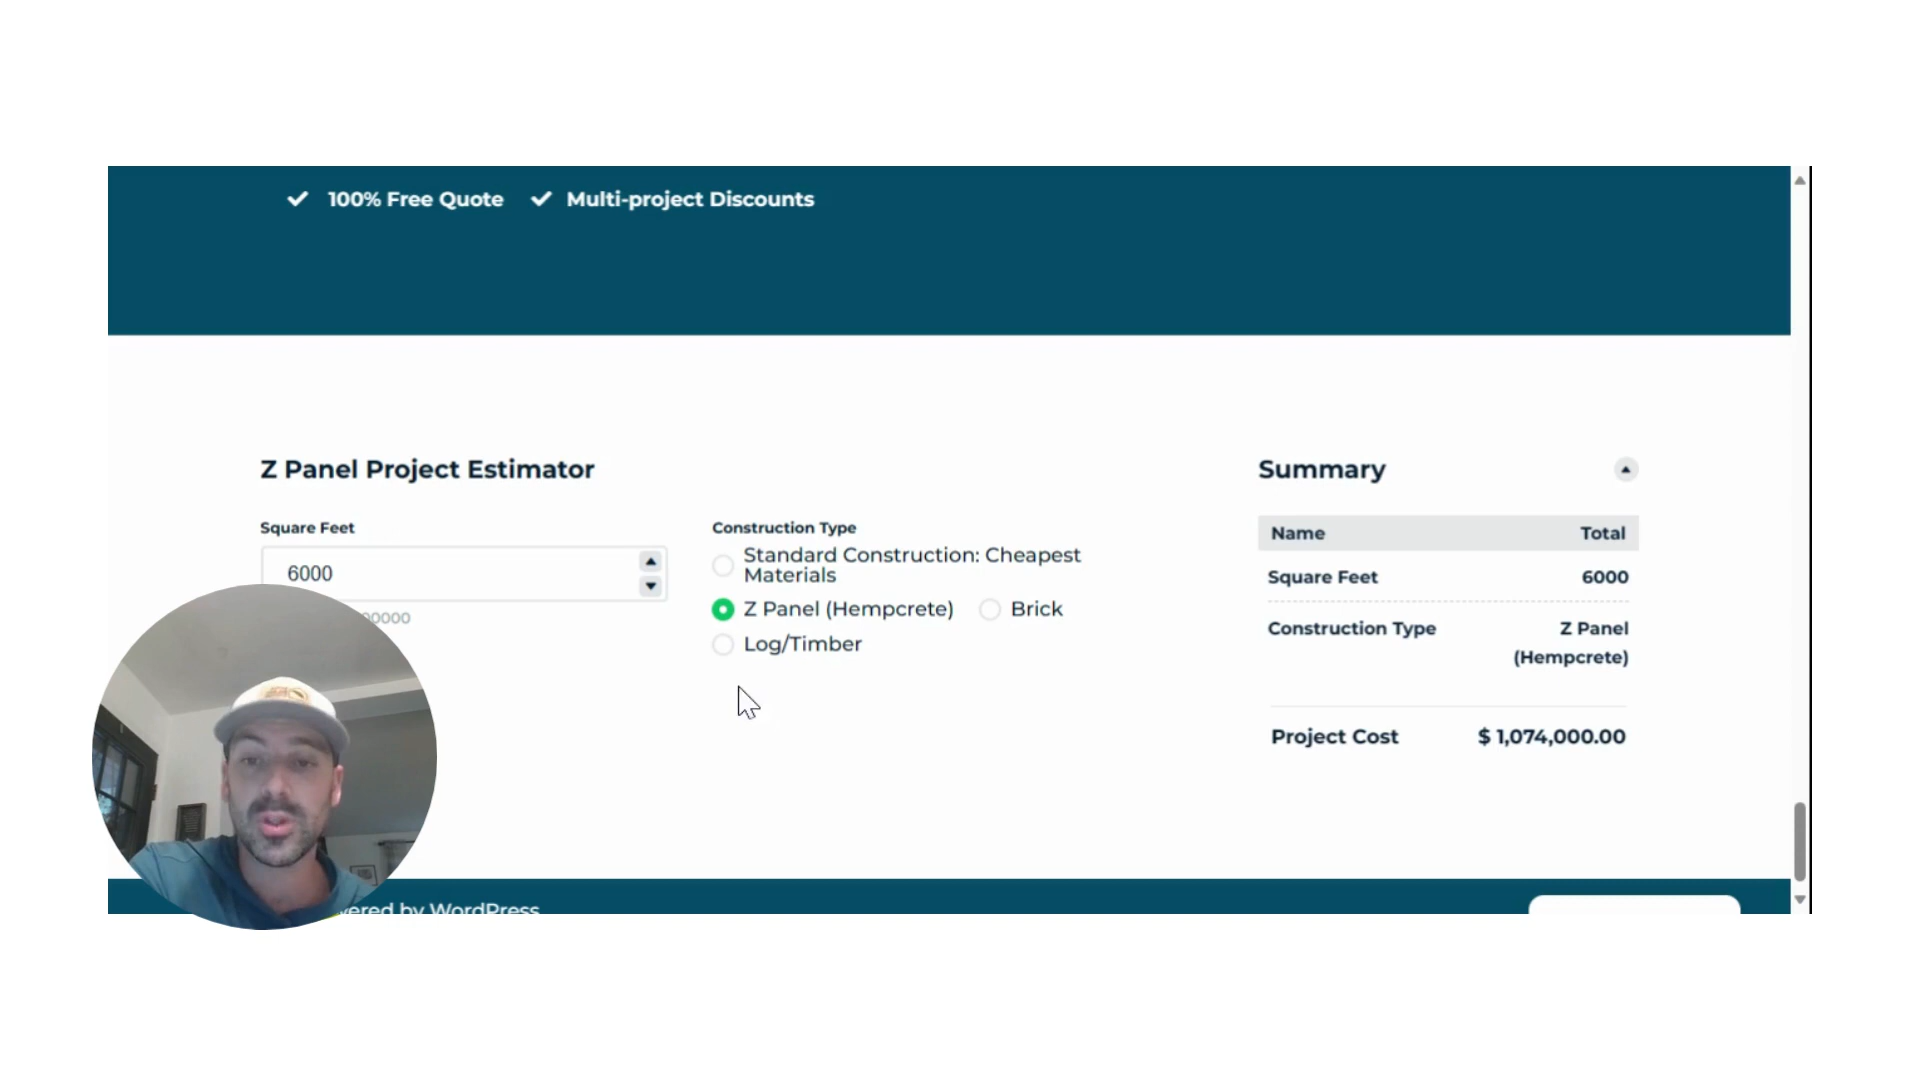 100% Free Quote Multi-project Discounts
Z Panel Project Estimator
Square Feet
6000
Construction Type
Standard Construction: Cheapest
Materials
Z Panel (Hempcrete) Brick
Log/Timber
Summary
Name Total
Square Feet 6000
Construction Type Z Panel
(Hempcrete)
Project Cost $ 1,074,000.00
by WordPress